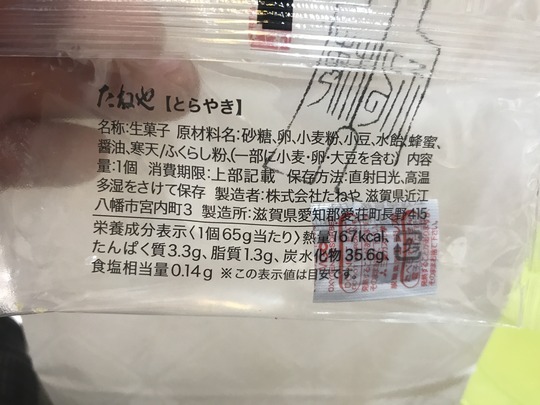 たねや【とらやき】
名称:生菓子 原材料名:砂糖、卵、小麦粉、小豆、水飴、蜂蜜、
醤油、寒天/ふくらし粉、(一部に小麦・卵・大豆を含む) 内容
量:1個 消費期限:上部記載 保存方法:直射日光、高温
多湿をさけて保存 製造者:株式会社たねや 滋賀県近江
八幡市宮内町3 製造所:滋賀県愛知郡愛荘町長野415
栄養成分表示〈1個65g当たり〉熱量167kcal、
たんぱく質3.3g、脂質1.3g、炭水化物35.6g、
食塩相当量0.14g ※この表示値は目安です。